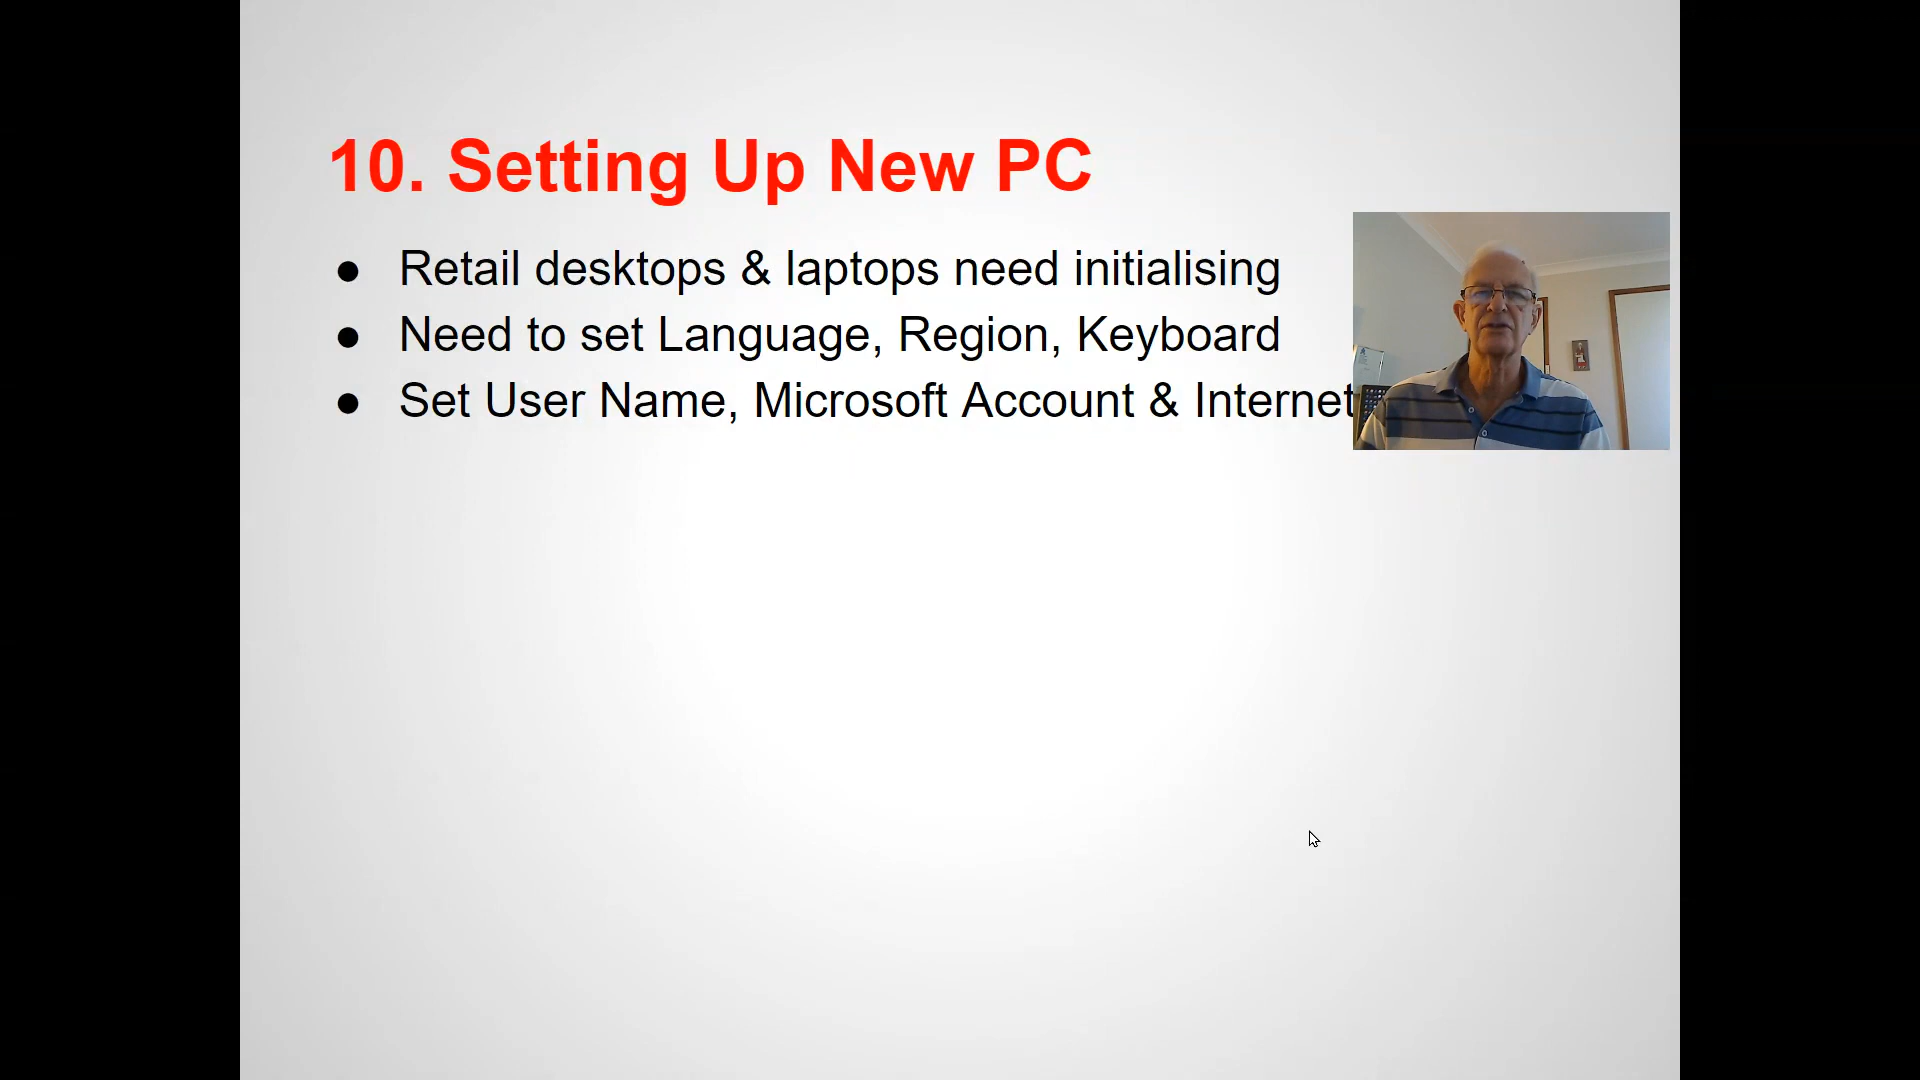 10. Setting Up New PC
● Retail desktops & laptops need initialising
● Need to set Language, Region, Keyboard
● Set User Name, Microsoft Account & Internet